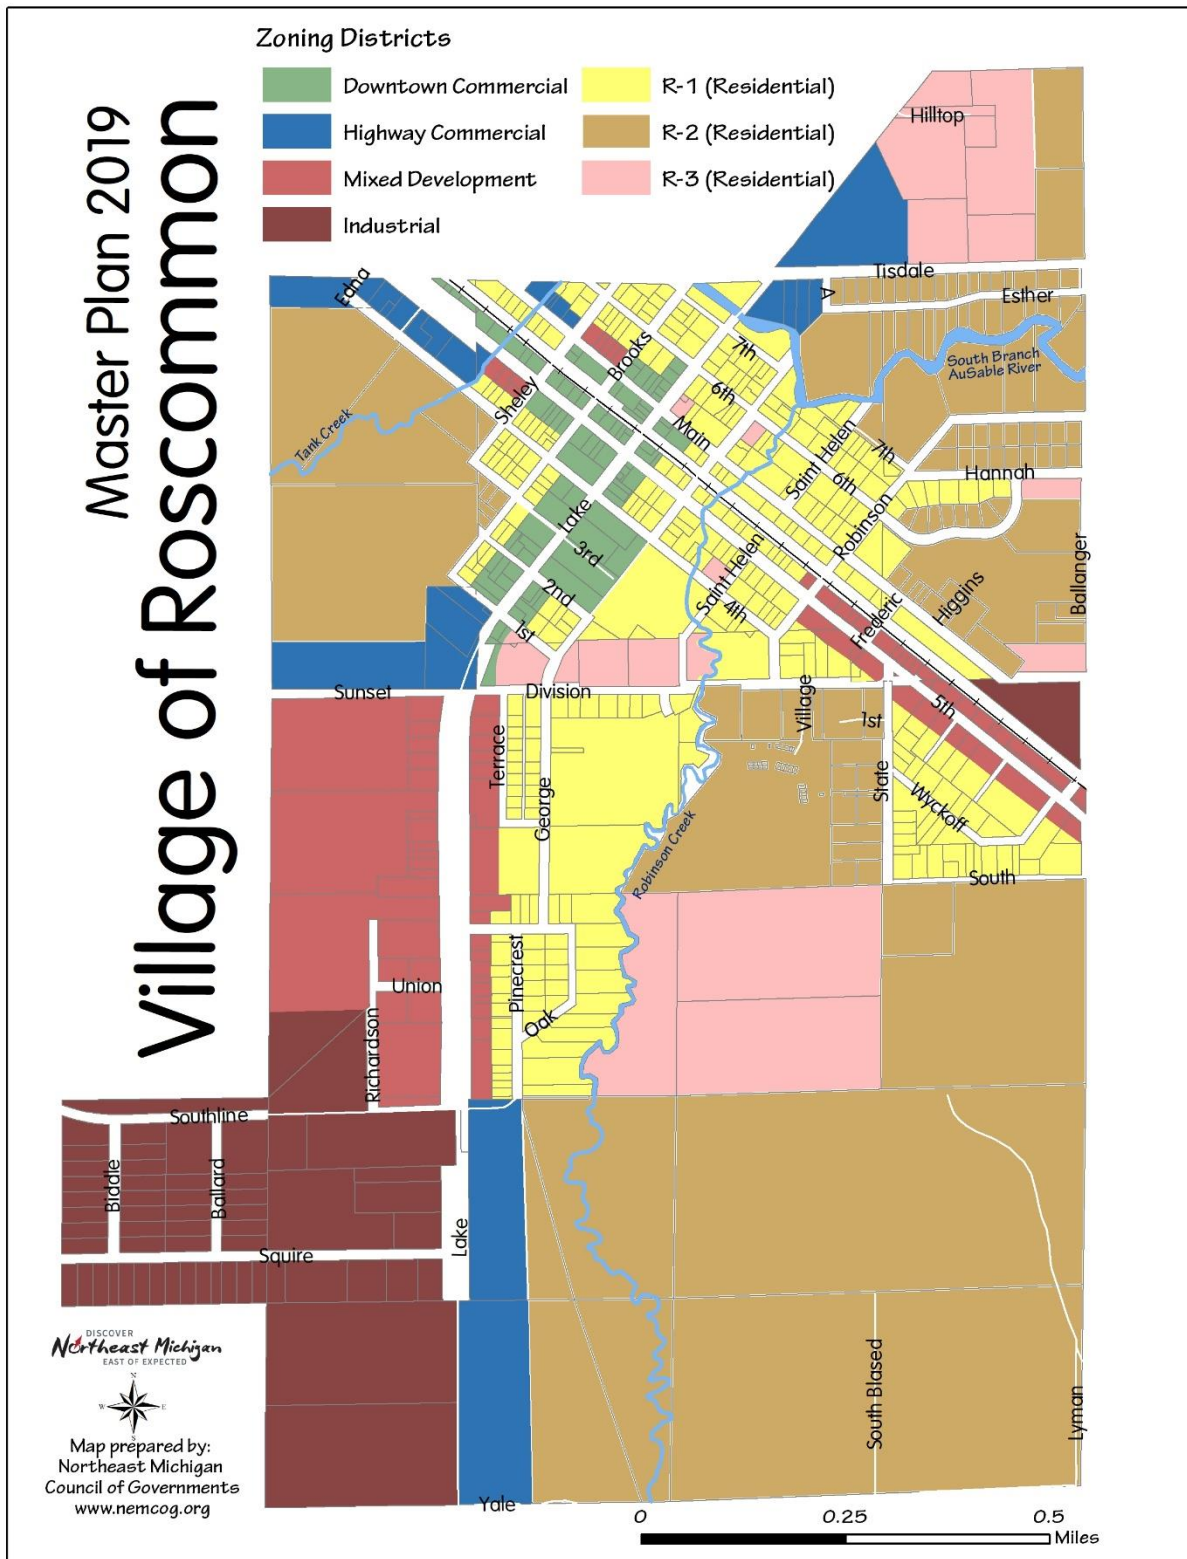 Village of Roscommon
Master Plan 2019
Zoning Districts
Downtown Commercial
Highway Commercial
Mixed Development
Industrial
R-1 (Residential)
R-2 (Residential)
R-3 (Residential)
Hilltop
Tisdale
Edna
A
Esther
7th
Brooks
South Branch
AuSable River
6th
Sheley
Main
Tank Creek
Saint Helen
7th
Hannah
6th
Lake
Robinson
3rd
Saint Helen
Ballanger
2nd
4th
Higgins
1st
Frederic
Sunset
Division
Village
1st
5th
Terrace
State
George
Wyckoff
Robinson Creek
South
Pinecrest
Union
Oak
Richardson
Southline
Biddle
Ballard
Lake
Squire
South Blased
Lyman
Yale
DISCOVER
Northeast Michigan
EAST OF EXPECTED
N
W
E
S
Map prepared by:
Northeast Michigan
Council of Governments
www.nemcog.org
0 0.25 0.5
Miles